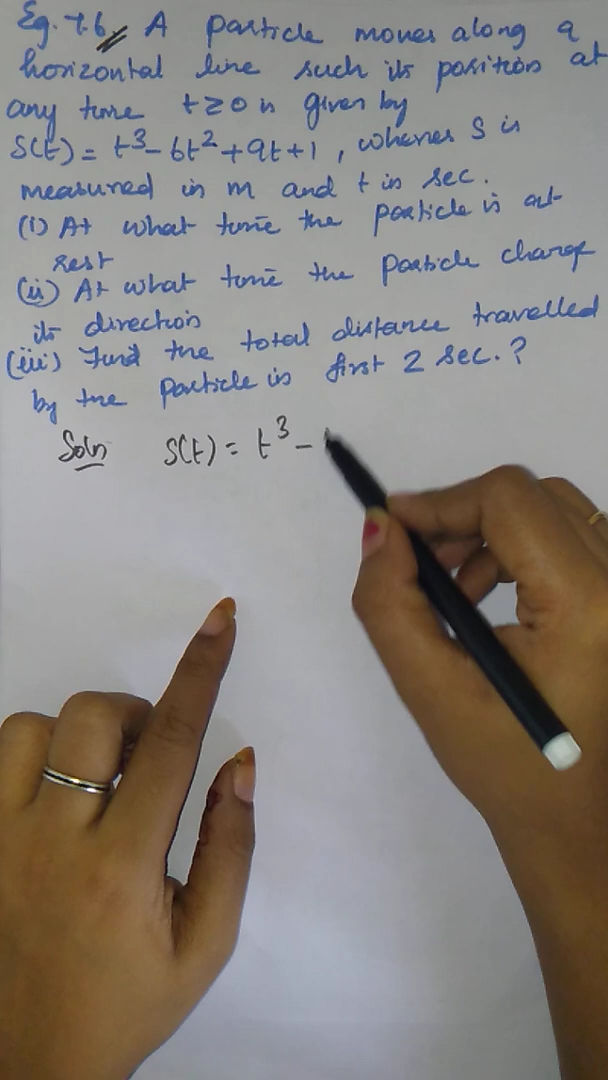 Eg. 7.6 A particle moves along a
horizontal line such its position at
any time t≥0 is given by
S(t) = t³ - 6t² + 9t + 1, wheres S is
measured in m and t in sec.
(i) At what time the particle is at
rest
(ii) At what time the particle change
its direction
(iii) Find the total distance travelled
by the particle in first 2 sec.?
Soln S(t) = t³ -